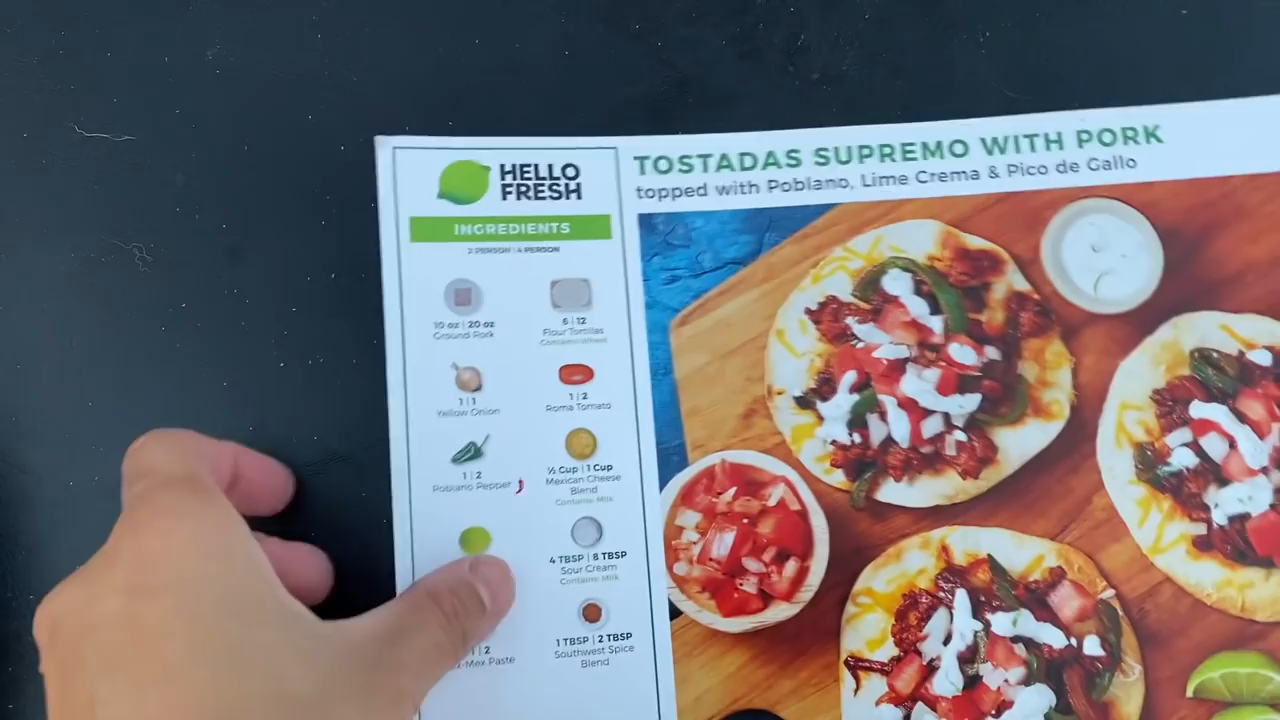 HELLO
FRESH
INGREDIENTS
2 PERSON | 4 PERSON
10 oz | 20 oz
Ground Pork
6 | 12
Flour Tortillas
Contains: Wheat
1 | 1
Yellow Onion
1 | 2
Roma Tomato
1 | 2
Poblano Pepper
½ Cup | 1 Cup
Mexican Cheese
Blend
Contains: Milk
4 TBSP | 8 TBSP
Sour Cream
Contains: Milk
1 | 2
-Mex Paste
1 TBSP | 2 TBSP
Southwest Spice
Blend
TOSTADAS SUPREMO WITH PORK
topped with Poblano, Lime Crema & Pico de Gallo